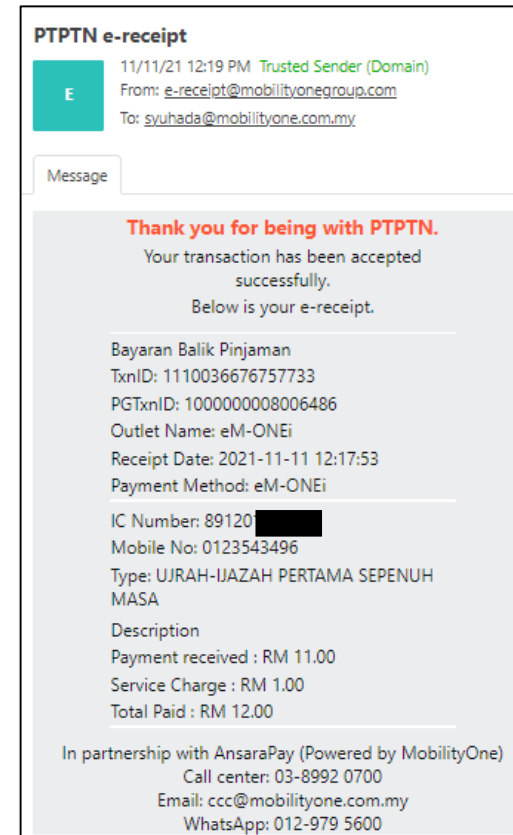 PTPTN e-receipt
11/11/21 12:19 PM Trusted Sender (Domain)
E
From: e-receipt@mobilityonegroup.com
To: syuhada@mobilityone.com.my
Message
Thank you for being with PTPTN.
Your transaction has been accepted
successfully.
Below is your e-receipt.
Bayaran Balik Pinjaman
TxnID: 1110036676757733
PGTxnID: 1000000008006486
Outlet Name: eM-ONEi
Receipt Date: 2021-11-11 12:17:53
Payment Method: eM-ONEi
IC Number: 89120
Mobile No: 0123543496
Type: UJRAH-IJAZAH PERTAMA SEPENUH
MASA
Description
Payment received : RM 11.00
Service Charge : RM 1.00
Total Paid : RM 12.00
In partnership with AnsaraPay (Powered by MobilityOne)
Call center: 03-8992 0700
Email: ccc@mobilityone.com.my
WhatsApp: 012-979 5600